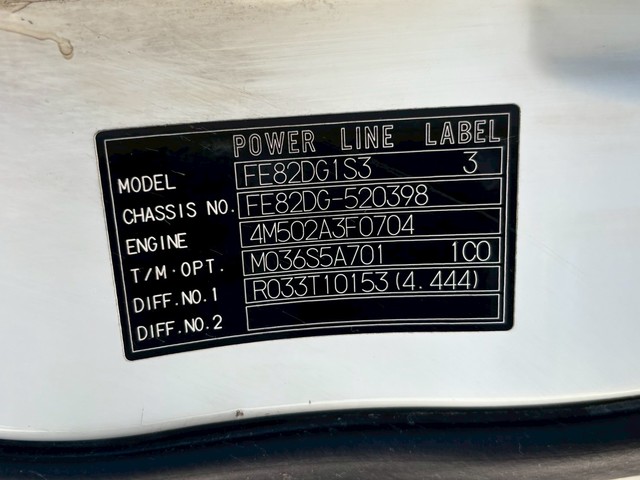 POWER LINE LABEL
MODEL FE82DG1S3 3
CHASSIS NO. FE82DG-520398
ENGINE 4M502A3F0704
T/M·OPT. M036S5A701 1C0
DIFF.NO.1 R033T10153(4.444)
DIFF.NO.2